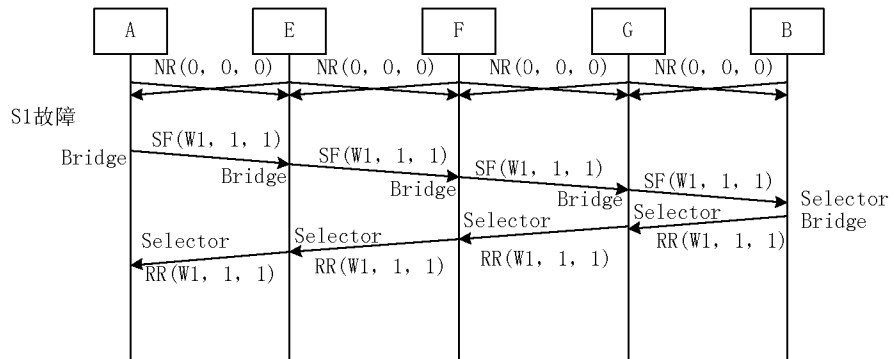 A E F G B
NR(0, 0, 0) NR(0, 0, 0) NR(0, 0, 0) NR(0, 0, 0)
S1故障
SF(W1, 1, 1)
Bridge
SF(W1, 1, 1)
Bridge
SF(W1, 1, 1)
Bridge
SF(W1, 1, 1)
Bridge
Selector
Bridge
Selector
RR(W1, 1, 1)
Selector
RR(W1, 1, 1)
Selector
RR(W1, 1, 1)
Selector
RR(W1, 1, 1)